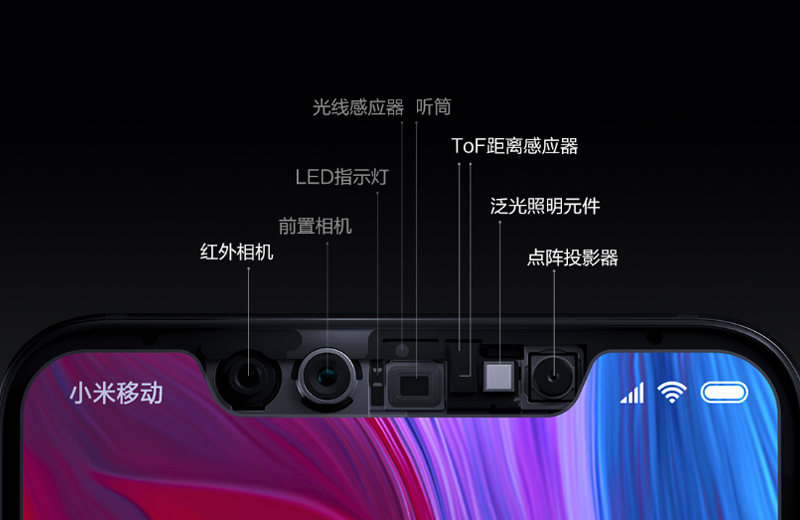 光线感应器 听筒
ToF距离感应器
LED指示灯
泛光照明元件
前置相机
红外相机
点阵投影器
小米移动